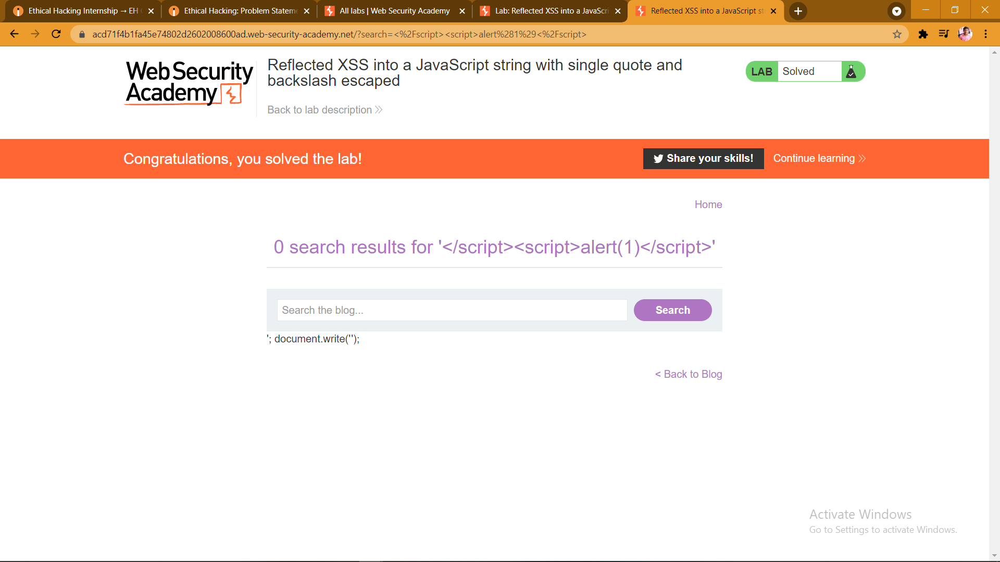 Ethical Hacking Internship → EH
Ethical Hacking: Problem Stateme
All labs | Web Security Academy
Lab: Reflected XSS into a JavaScri
Reflected XSS into a JavaScript st
acd71f4b1fa45e74802d2602008600ad.web-security-academy.net/?search=<%2Fscript><script>alert%281%29<%2Fscript>
Web Security
Academy
Reflected XSS into a JavaScript string with single quote and
backslash escaped
Back to lab description
LAB Solved
Congratulations, you solved the lab!
Share your skills!
Continue learning
Home
0 search results for '</script><script>alert(1)</script>'
Search the blog...
Search
'; document.write('');
< Back to Blog
Activate Windows
Go to Settings to activate Windows.